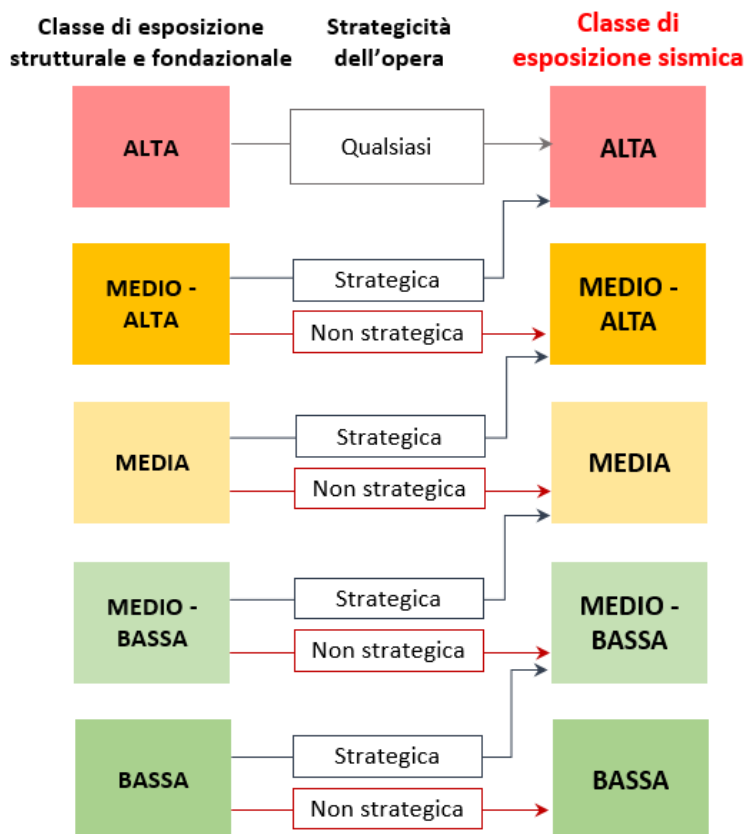 Classe di esposizione
strutturale e fondazionale
Strategicità
dell'opera
Classe di
esposizione sismica
ALTA
Qualsiasi
ALTA
MEDIO -
ALTA
Strategica
Non strategica
MEDIO -
ALTA
MEDIA
Strategica
Non strategica
MEDIA
MEDIO -
BASSA
Strategica
Non strategica
MEDIO -
BASSA
BASSA
Strategica
Non strategica
BASSA